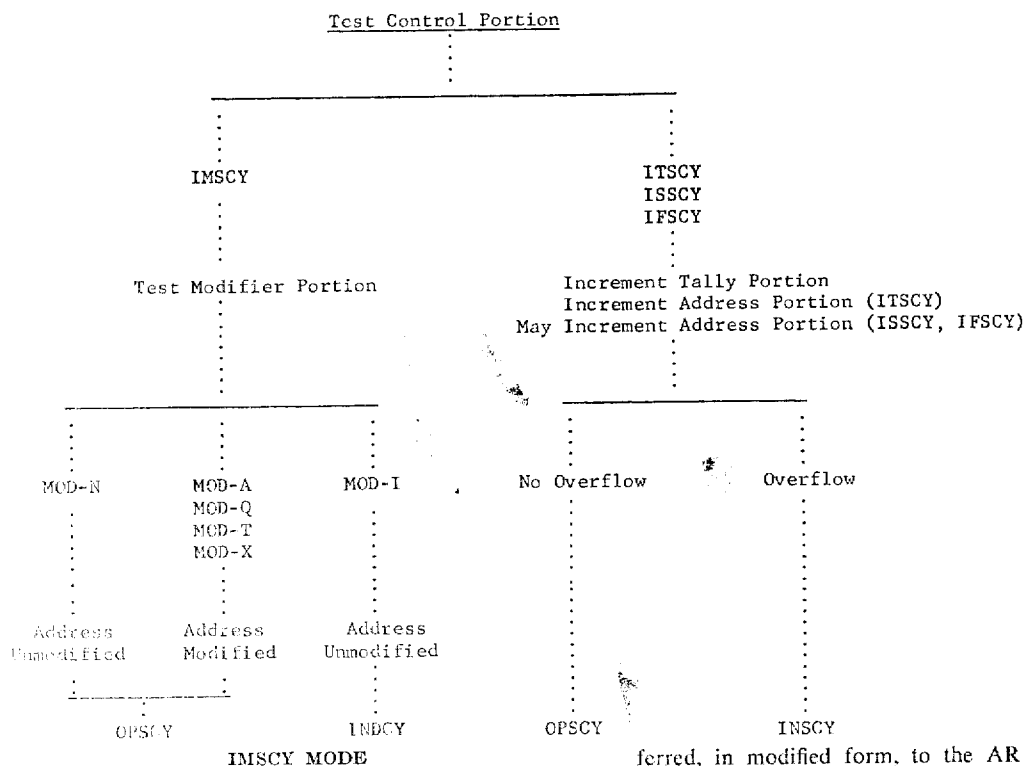 Test Control Portion
IMSCY
ITSCY
ISSCY
IFSCY
Test Modifier Portion
Increment Tally Portion
Increment Address Portion (ITSCY)
May Increment Address Portion (ISSCY, IFSCY)
MOD-N
MOD-A
MOD-Q
MOD-T
MOD-X
MOD-I
No Overflow
Overflow
Address
Unmodified
Address
Modified
Address
Unmodified
OPSCY
INDCY
OPSCY
INSCY
IMSCY MODE
ferred, in modified form, to the AR